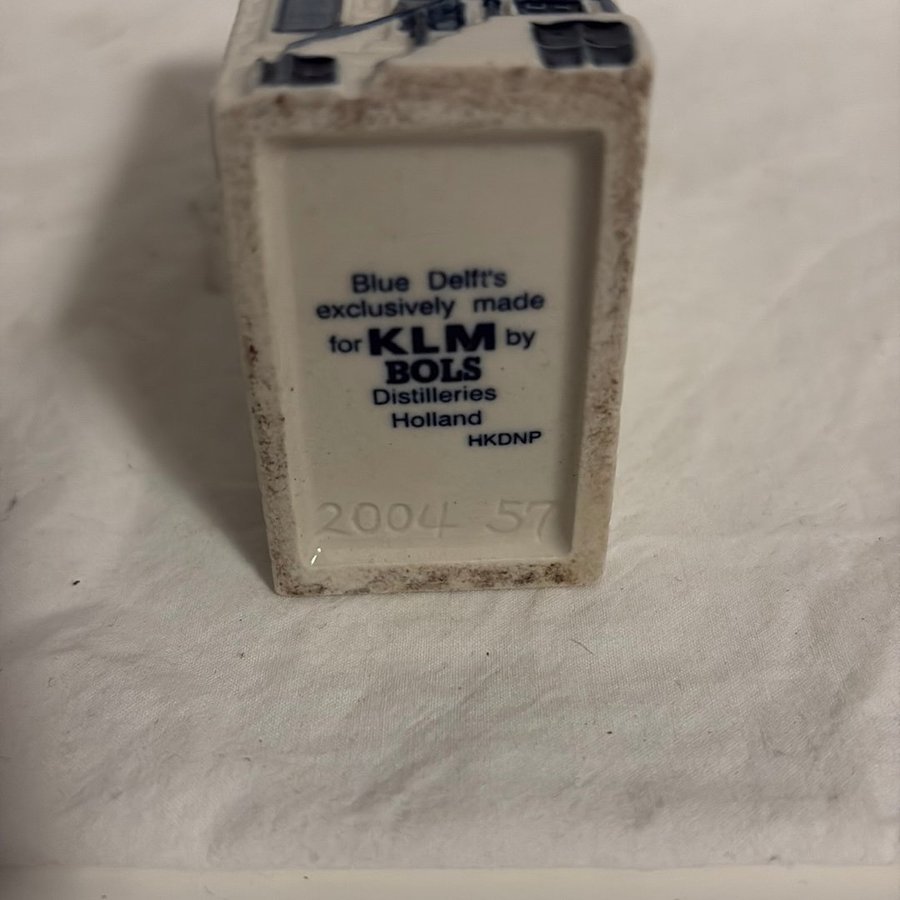 Blue Delft's
exclusively made
for KLM by
BOLS
Distilleries
Holland
HKDNP
2004 57